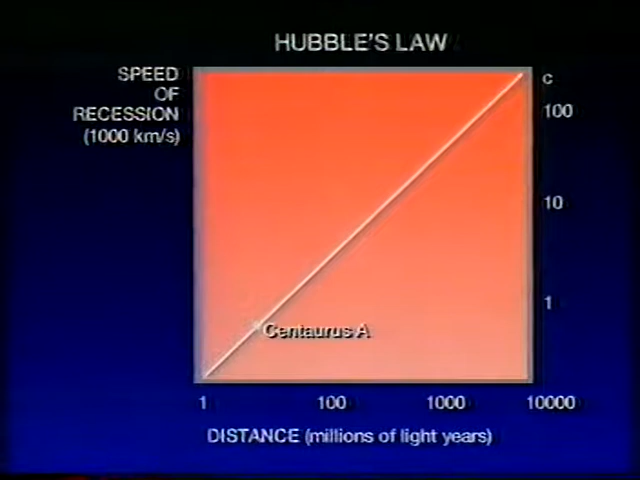 HUBBLE'S LAW
SPEED
OF
RECESSION
(1000 km/s)
c
100
10
1
Centaurus A
1 100 1000 10000
DISTANCE (millions of light years)